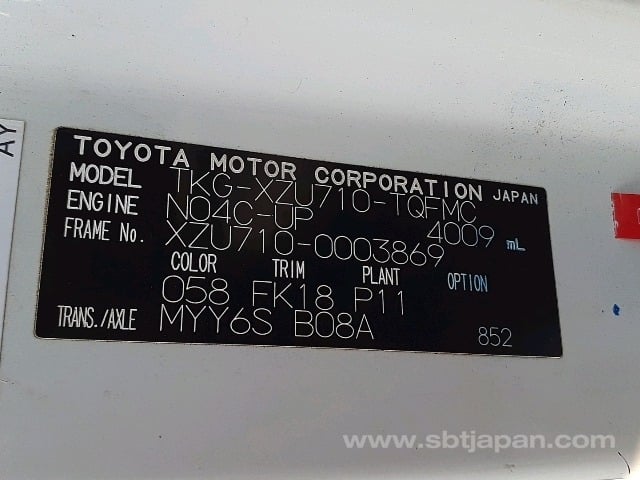 AY
TOYOTA MOTOR CORPORATION JAPAN
MODEL TKG-XZU710-TQFMC
ENGINE N04C-UP 4009 mL
FRAME No. XZU710-0003869
COLOR TRIM PLANT OPTION
058 FK18 P11
TRANS./AXLE MYY6S B08A 852
www.sbtjapan.com